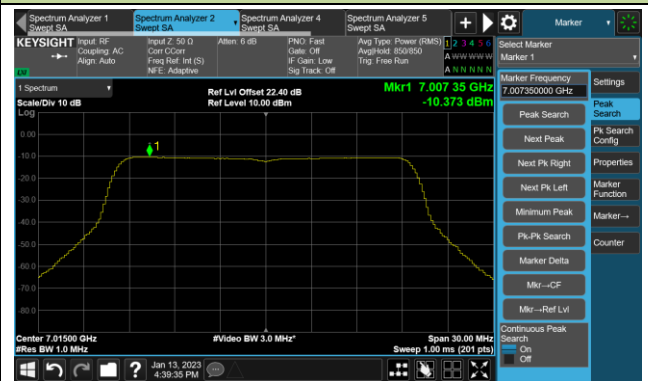 Spectrum Analyzer 1
Swept SA
Spectrum Analyzer 2
Swept SA
Spectrum Analyzer 4
Swept SA
Spectrum Analyzer 5
Swept SA
Marker
KEYSIGHT
Input: RF
Coupling: AC
Align: Auto
Input Z: 50 Ω
Corr CCorr
Freq Ref: Int (S)
NFE: Adaptive
Atten: 6 dB
PNO: Fast
Gate: Off
IF Gain: Low
Sig Track: Off
Avg Type: Power (RMS)
Avg|Hold: 850/850
Trig: Free Run
1 2 3 4 5 6
A W W W W W
A N N N N N
Select Marker
Marker 1
1 Spectrum
Scale/Div 10 dB
Log
Ref Lvl Offset 22.40 dB
Ref Level 10.00 dBm
Mkr1 7.007 35 GHz
-10.373 dBm
Marker Frequency
7.007350000 GHz
Settings
Peak Search
Peak
Search
Next Peak
Pk Search
Config
Next Pk Right
Properties
Next Pk Left
Marker
Function
Minimum Peak
Marker→
Pk-Pk Search
Counter
Marker Delta
Mkr→CF
Mkr→Ref Lvl
Continuous Peak
Search
On
Off
0.00
1
-10.0
-20.0
-30.0
-40.0
-50.0
-60.0
-70.0
-80.0
Center 7.01500 GHz
#Res BW 1.0 MHz
#Video BW 3.0 MHz*
Span 30.00 MHz
Sweep 1.00 ms (201 pts)
Jan 13, 2023
4:39:35 PM